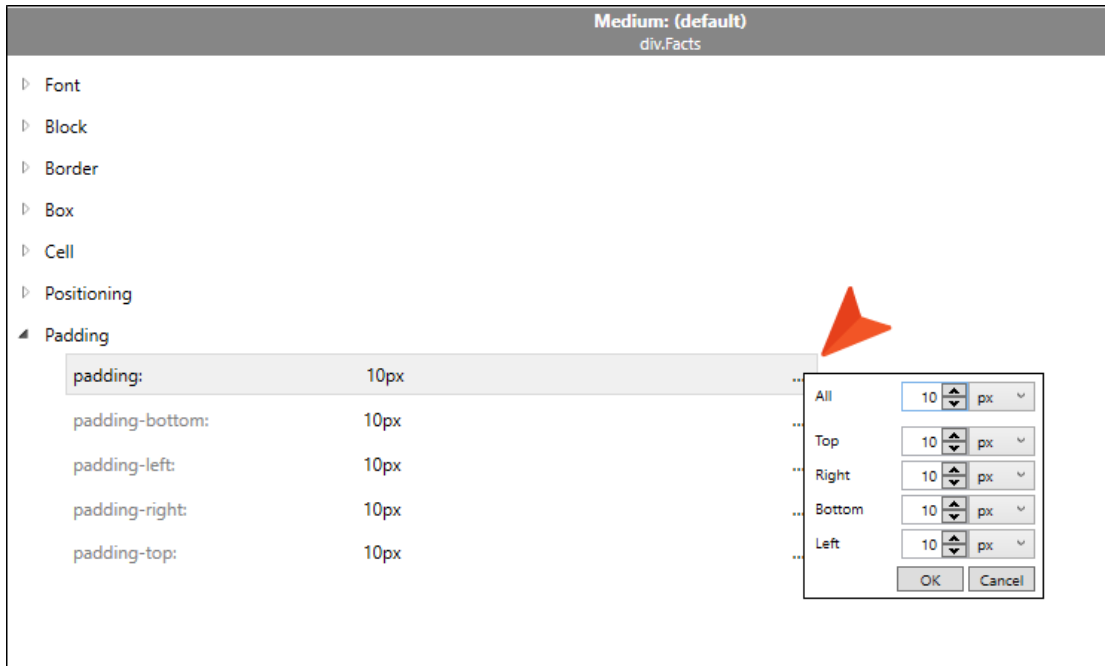 Medium: (default)
div.Facts
Font
Block
Border
Box
Cell
Positioning
Padding
padding: 10px ...
padding-bottom: 10px ...
padding-left: 10px ...
padding-right: 10px ...
padding-top: 10px ...
All 10 px
Top 10 px
Right 10 px
Bottom 10 px
Left 10 px
OK Cancel